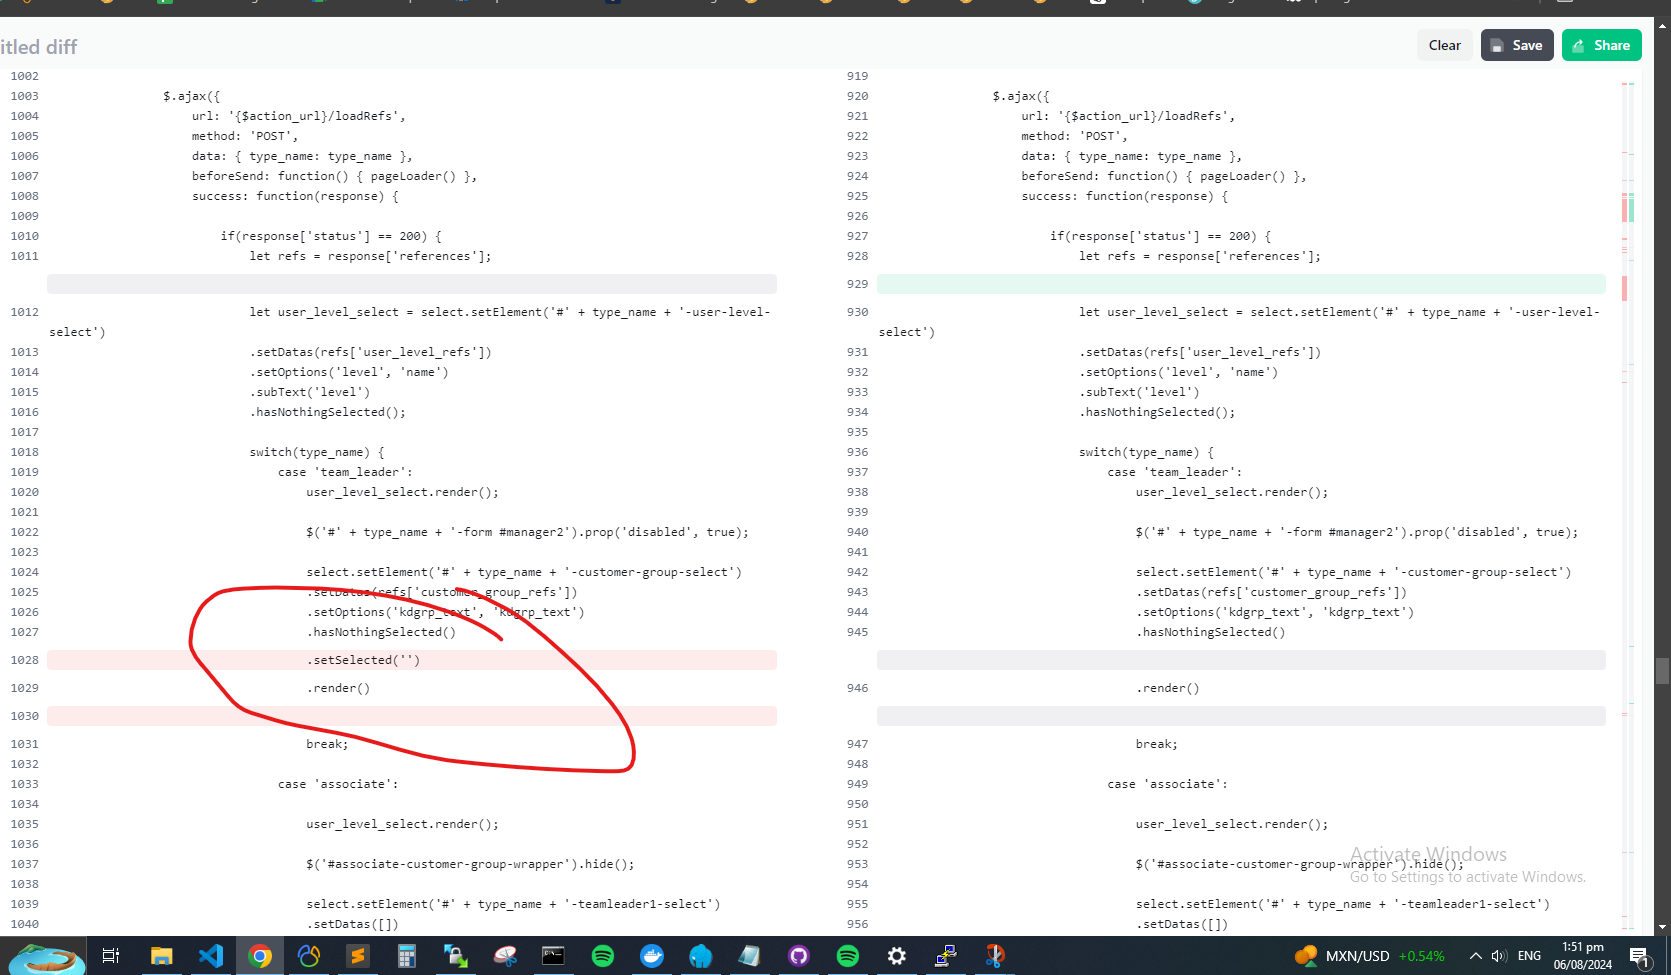 itled diff
Clear
Save
Share
1002
1003 $.ajax({
1004 url: '{$action_url}/loadRefs',
1005 method: 'POST',
1006 data: { type_name: type_name },
1007 beforeSend: function() { pageLoader() },
1008 success: function(response) {
1009
1010 if(response['status'] == 200) {
1011 let refs = response['references'];
1012 let user_level_select = select.setElement('#' + type_name + '-user-level-
select')
1013 .setDatas(refs['user_level_refs'])
1014 .setOptions('level', 'name')
1015 .subText('level')
1016 .hasNothingSelected();
1017
1018 switch(type_name) {
1019 case 'team_leader':
1020 user_level_select.render();
1021
1022 $('#' + type_name + '-form #manager2').prop('disabled', true);
1023
1024 select.setElement('#' + type_name + '-customer-group-select')
1025 .setDatas(refs['customer_group_refs'])
1026 .setOptions('kdgrp_text', 'kdgrp_text')
1027 .hasNothingSelected()
1028 .setSelected('')
1029 .render()
1030
1031 break;
1032
1033 case 'associate':
1034
1035 user_level_select.render();
1036
1037 $('#associate-customer-group-wrapper').hide();
1038
1039 select.setElement('#' + type_name + '-teamleader1-select')
1040 .setDatas([])
919
920 $.ajax({
921 url: '{$action_url}/loadRefs',
922 method: 'POST',
923 data: { type_name: type_name },
924 beforeSend: function() { pageLoader() },
925 success: function(response) {
926
927 if(response['status'] == 200) {
928 let refs = response['references'];
929
930 let user_level_select = select.setElement('#' + type_name + '-user-level-
select')
931 .setDatas(refs['user_level_refs'])
932 .setOptions('level', 'name')
933 .subText('level')
934 .hasNothingSelected();
935
936 switch(type_name) {
937 case 'team_leader':
938 user_level_select.render();
939
940 $('#' + type_name + '-form #manager2').prop('disabled', true);
941
942 select.setElement('#' + type_name + '-customer-group-select')
943 .setDatas(refs['customer_group_refs'])
944 .setOptions('kdgrp_text', 'kdgrp_text')
945 .hasNothingSelected()
946 .render()
947 break;
948
949 case 'associate':
950
951 user_level_select.render();
952
953 $('#associate-customer-group-wrapper').hide();
954
955 select.setElement('#' + type_name + '-teamleader1-select')
956 .setDatas([])
Activate Windows
Go to Settings to activate Windows.
MXN/USD +0.54%
ENG
1:51 pm
06/08/2024
1